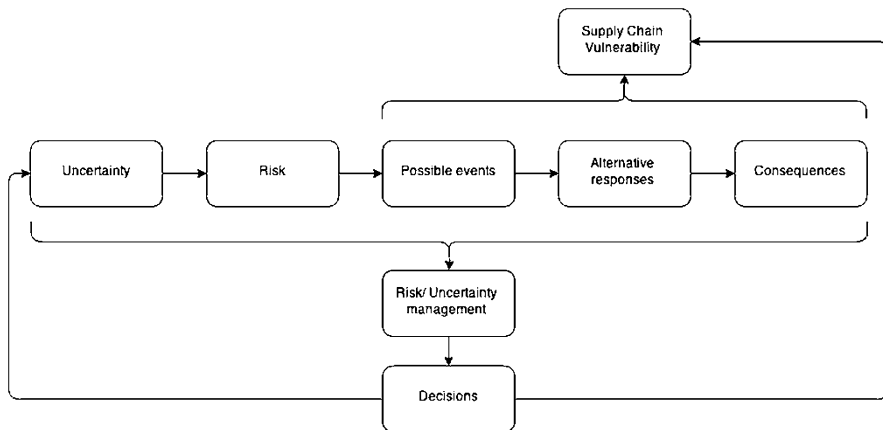 Supply Chain
Vulnerability
Uncertainty
Risk
Possible events
Alternative
responses
Consequences
Risk/ Uncertainty
management
Decisions